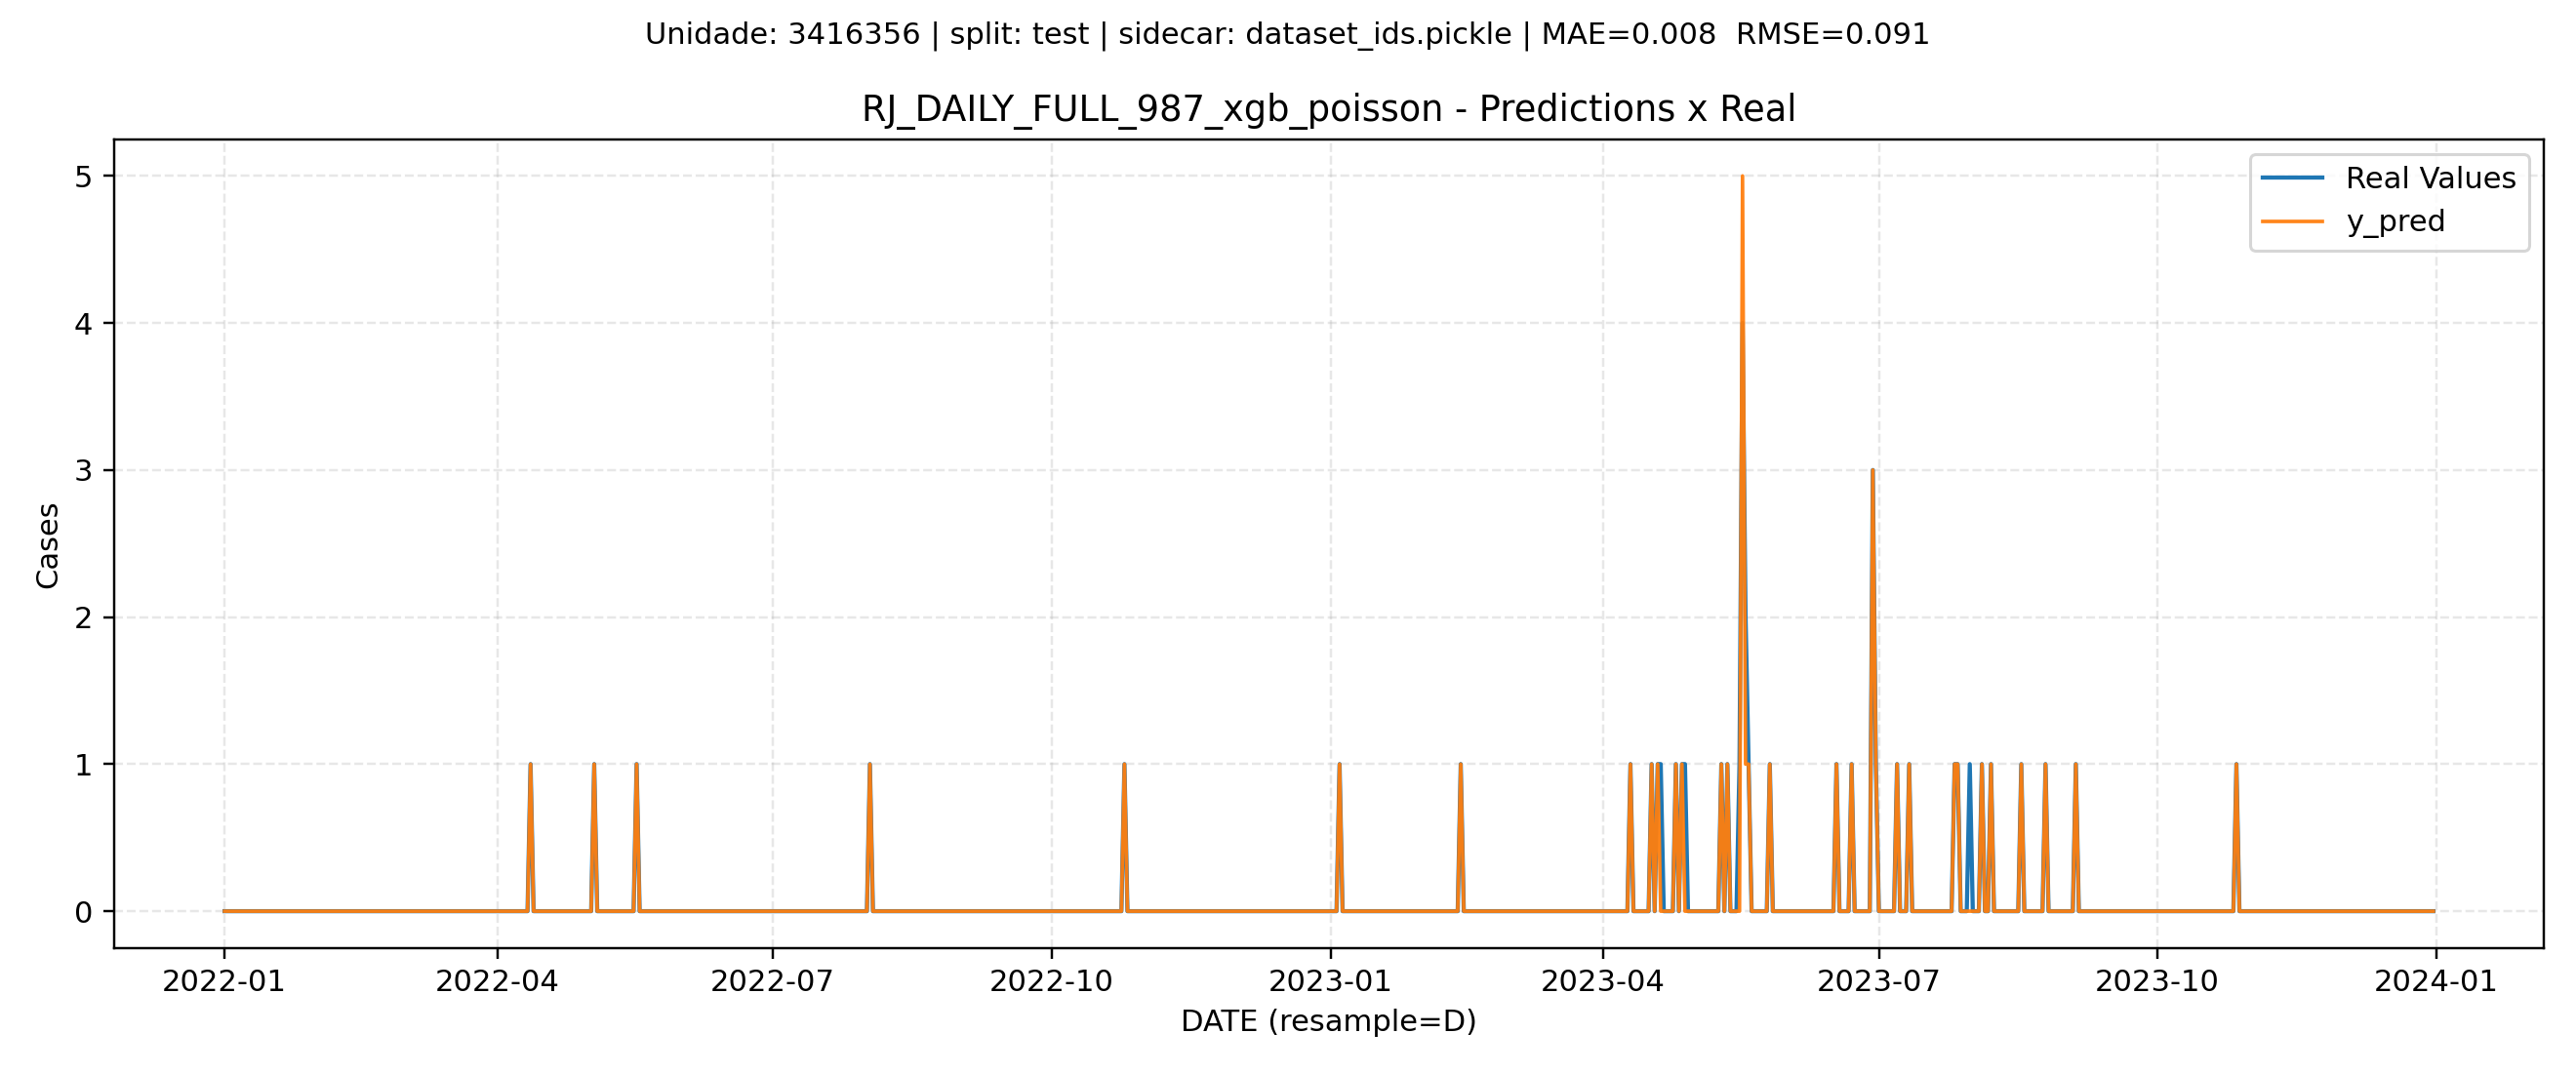 Unidade: 3416356 | split: test | sidecar: dataset_ids.pickle | MAE=0.008  RMSE=0.091
RJ_DAILY_FULL_987_xgb_poisson - Predictions x Real
Real Values
y_pred
Cases
5
4
3
2
1
0
2022-01 2022-04 2022-07 2022-10 2023-01 2023-04 2023-07 2023-10 2024-01
DATE (resample=D)